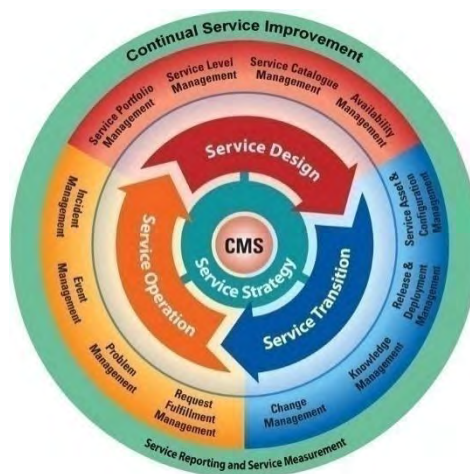 Continual Service Improvement
Service Portfolio
Management
Service Level
Management
Service Catalogue
Management
Availability
Management
Service Asset &
Configuration
Management
Release &
Deployment
Management
Knowledge
Management
Change
Management
Request
Fulfillment
Management
Problem
Management
Event
Management
Incident
Management
Service Design
Service Transition
Service Operation
Service Strategy
CMS
Service Reporting and Service Measurement